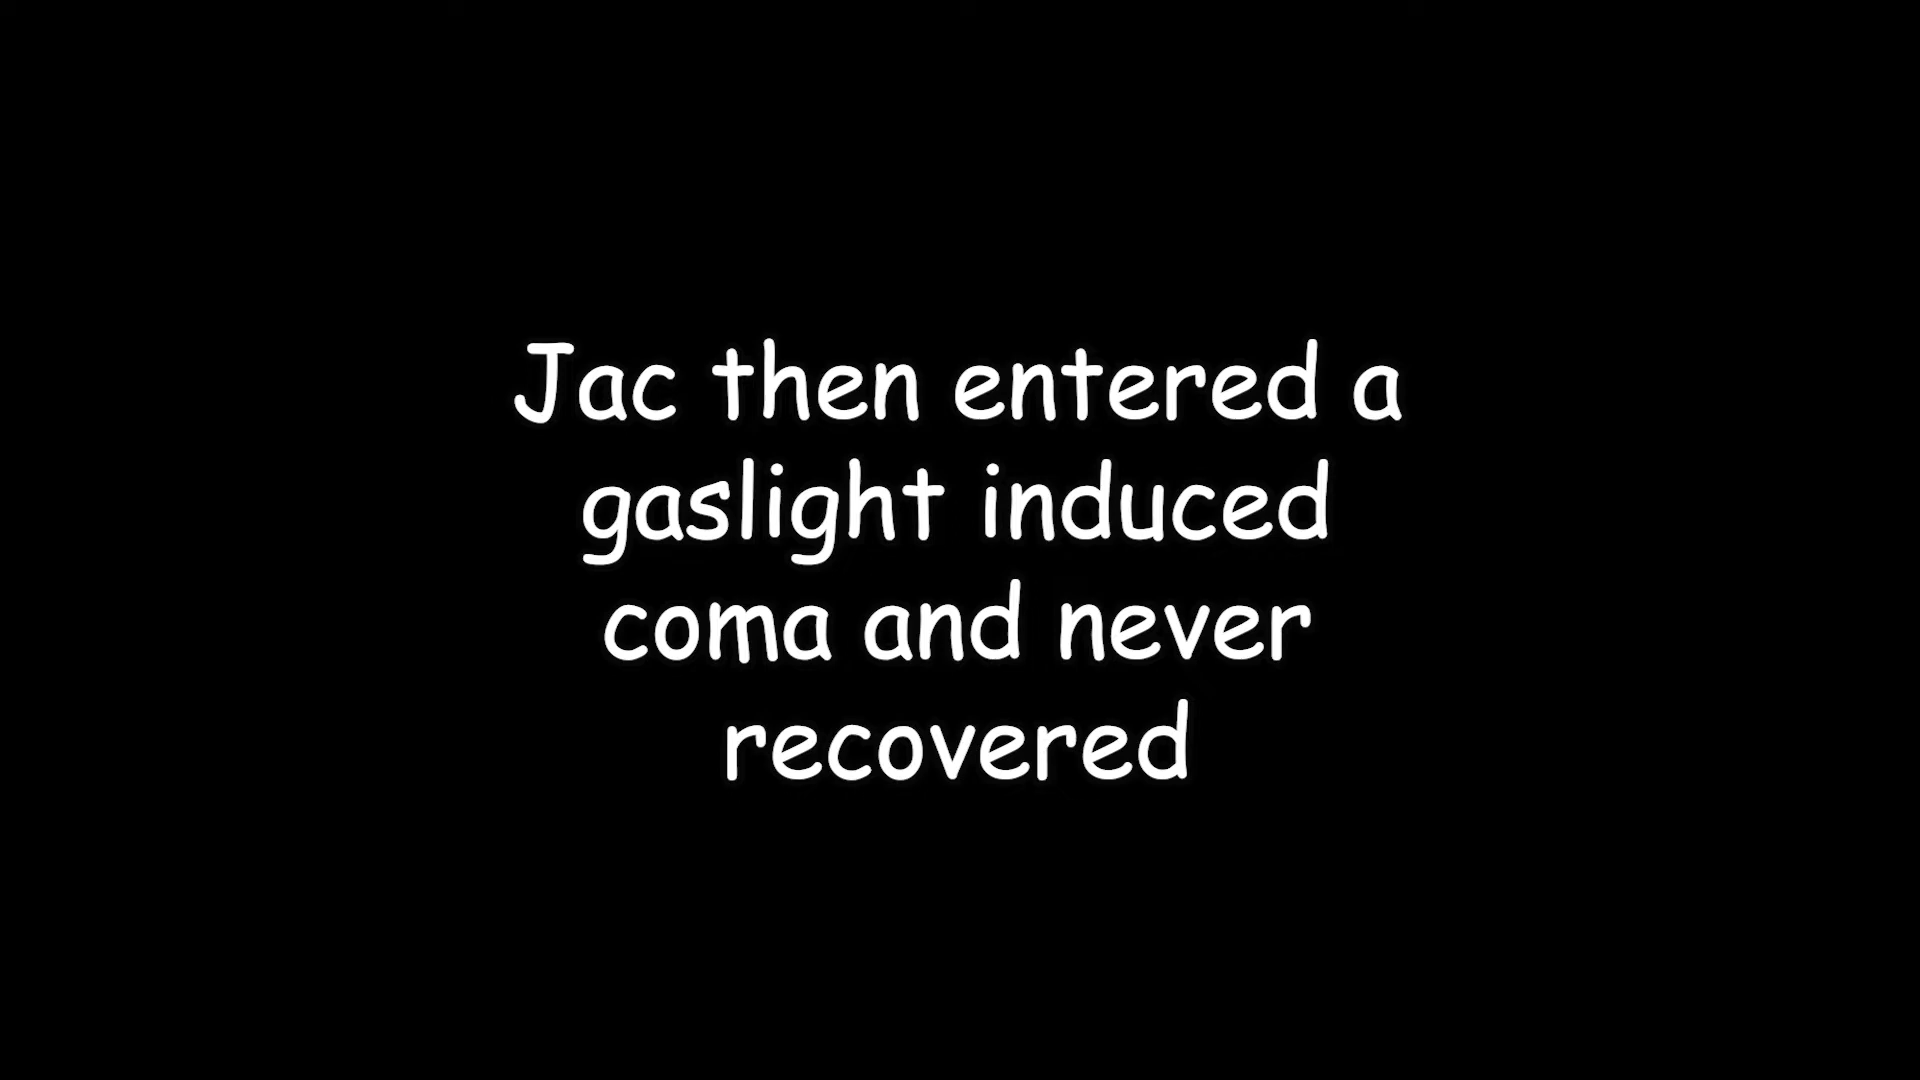 Jac then entered a
gaslight induced
coma and never
recovered